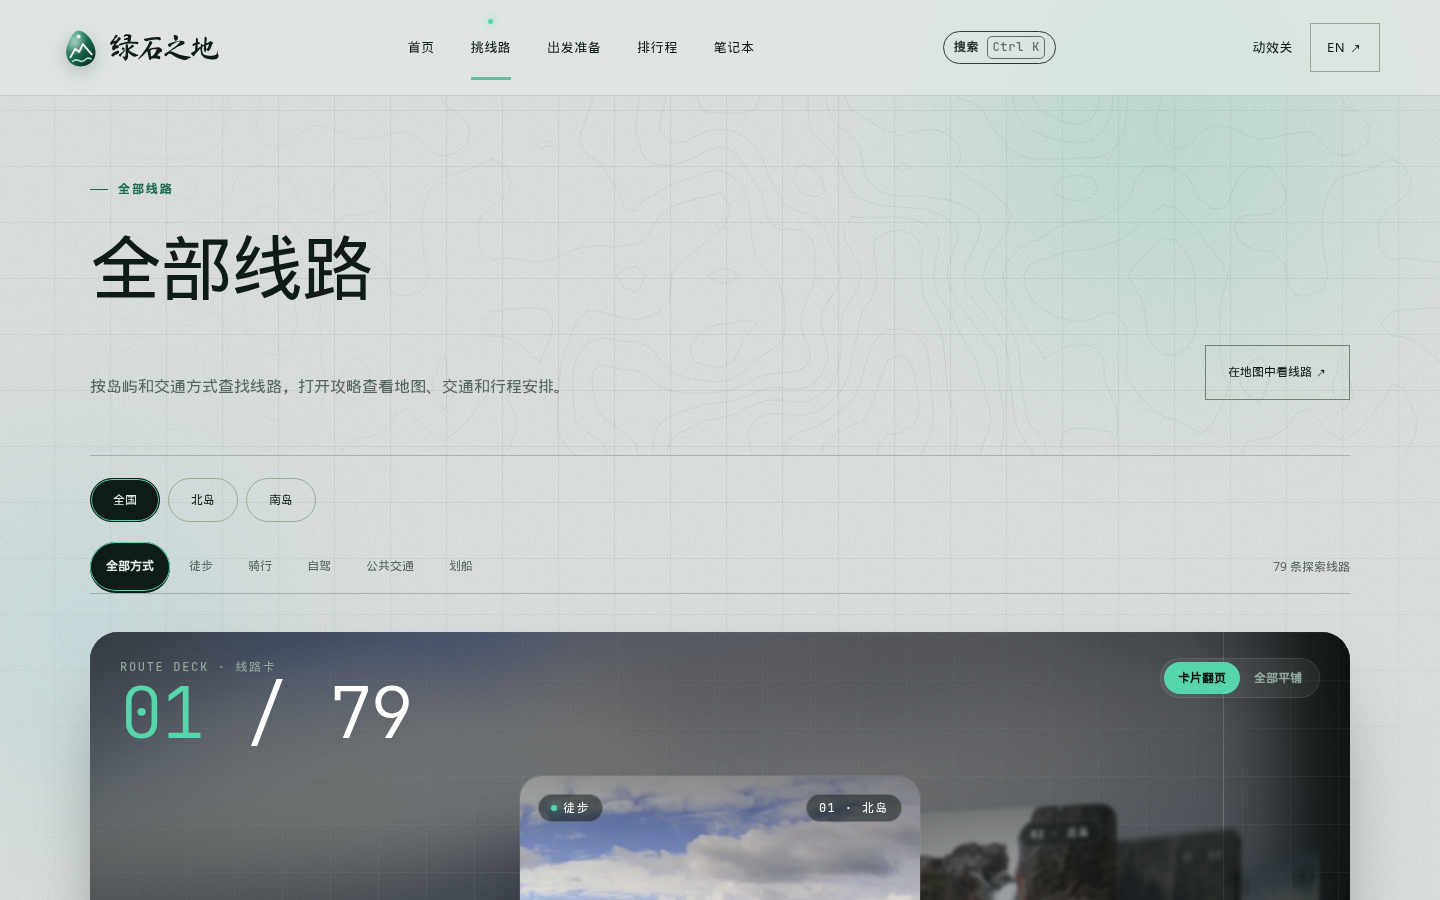 绿石之地
首页 挑线路 出发准备 排行程 笔记本
搜索 Ctrl K
动效关
EN ↗
全部线路
全部线路
按岛屿和交通方式查找线路，打开攻略查看地图、交通和行程安排。
在地图中看线路 ↗
全国 北岛 南岛
全部方式 徒步 骑行 自驾 公共交通 划船
79 条探索线路
ROUTE DECK · 线路卡
01 / 79
卡片翻页 全部平铺
徒步
01 · 北岛
02 · 北岛